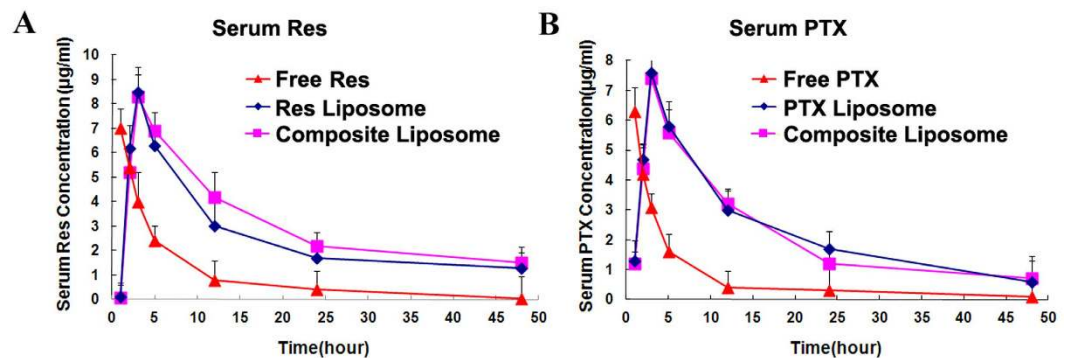 A
Serum Res
Serum Res Concentration(μg/ml)
10
9
8
7
6
5
4
3
2
1
0
Free Res
Res Liposome
Composite Liposome
0 5 10 15 20 25 30 35 40 45 50
Time(hour)
B
Serum PTX
Serum PTX Concentration(μg/ml)
8
7
6
5
4
3
2
1
0
Free PTX
PTX Liposome
Composite Liposome
0 5 10 15 20 25 30 35 40 45 50
Time(hour)